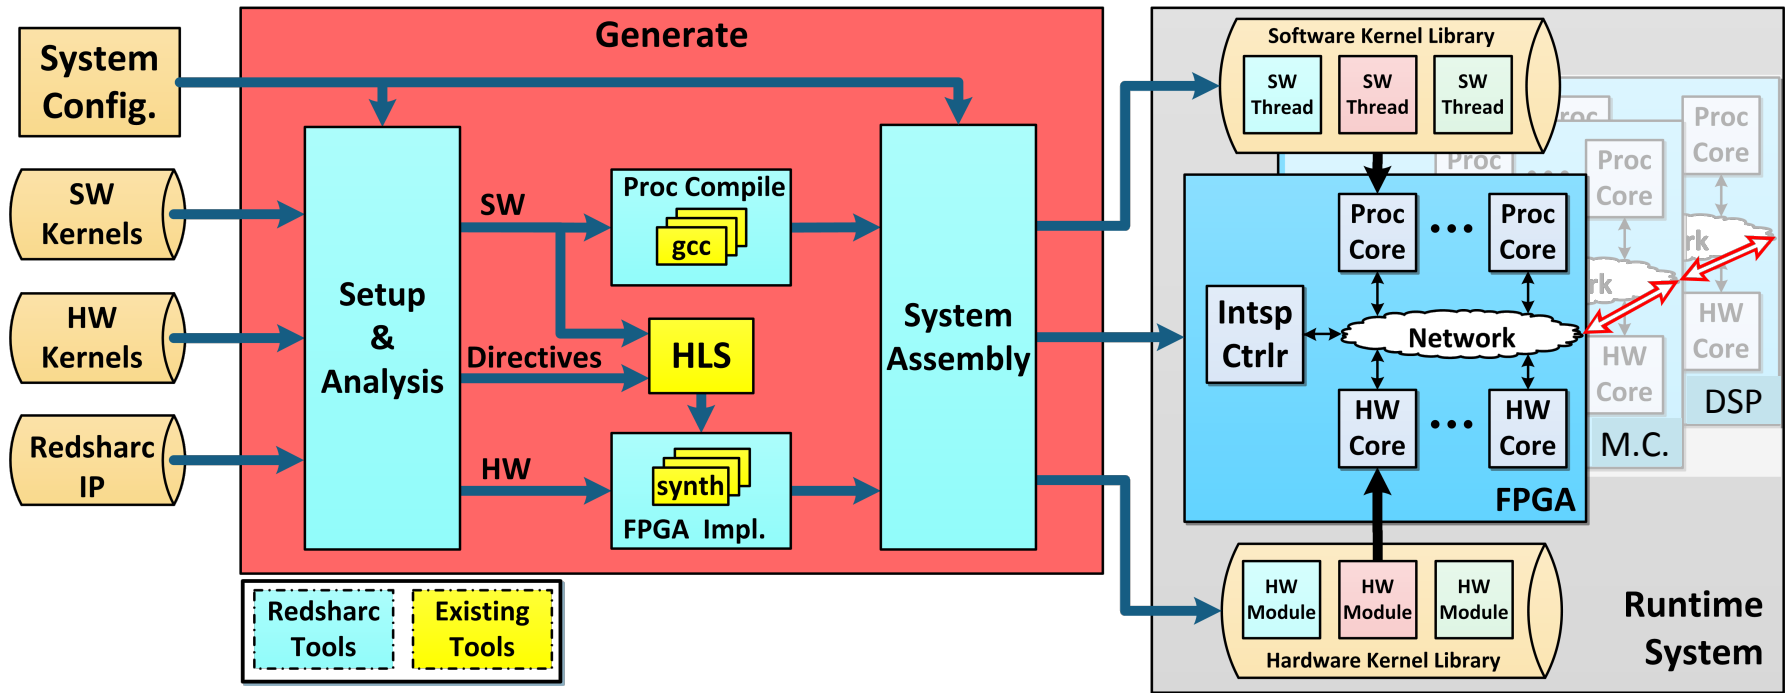 System
Config.
SW
Kernels
HW
Kernels
Redsharc
IP
Generate
Setup
&
Analysis
SW
Directives
HW
Proc Compile
gcc
HLS
synth
FPGA Impl.
System
Assembly
Redsharc
Tools
Existing
Tools
Software Kernel Library
SW
Thread
SW
Thread
SW
Thread
Proc
Core
...
Proc
Core
Intsp
Ctrlr
Network
HW
Core
...
HW
Core
FPGA
Proc
...
Proc
Core
rk
HW
Core
M.C.
roc
Proc
Core
rk
HW
Core
DSP
HW
Module
HW
Module
HW
Module
Hardware Kernel Library
Runtime
System